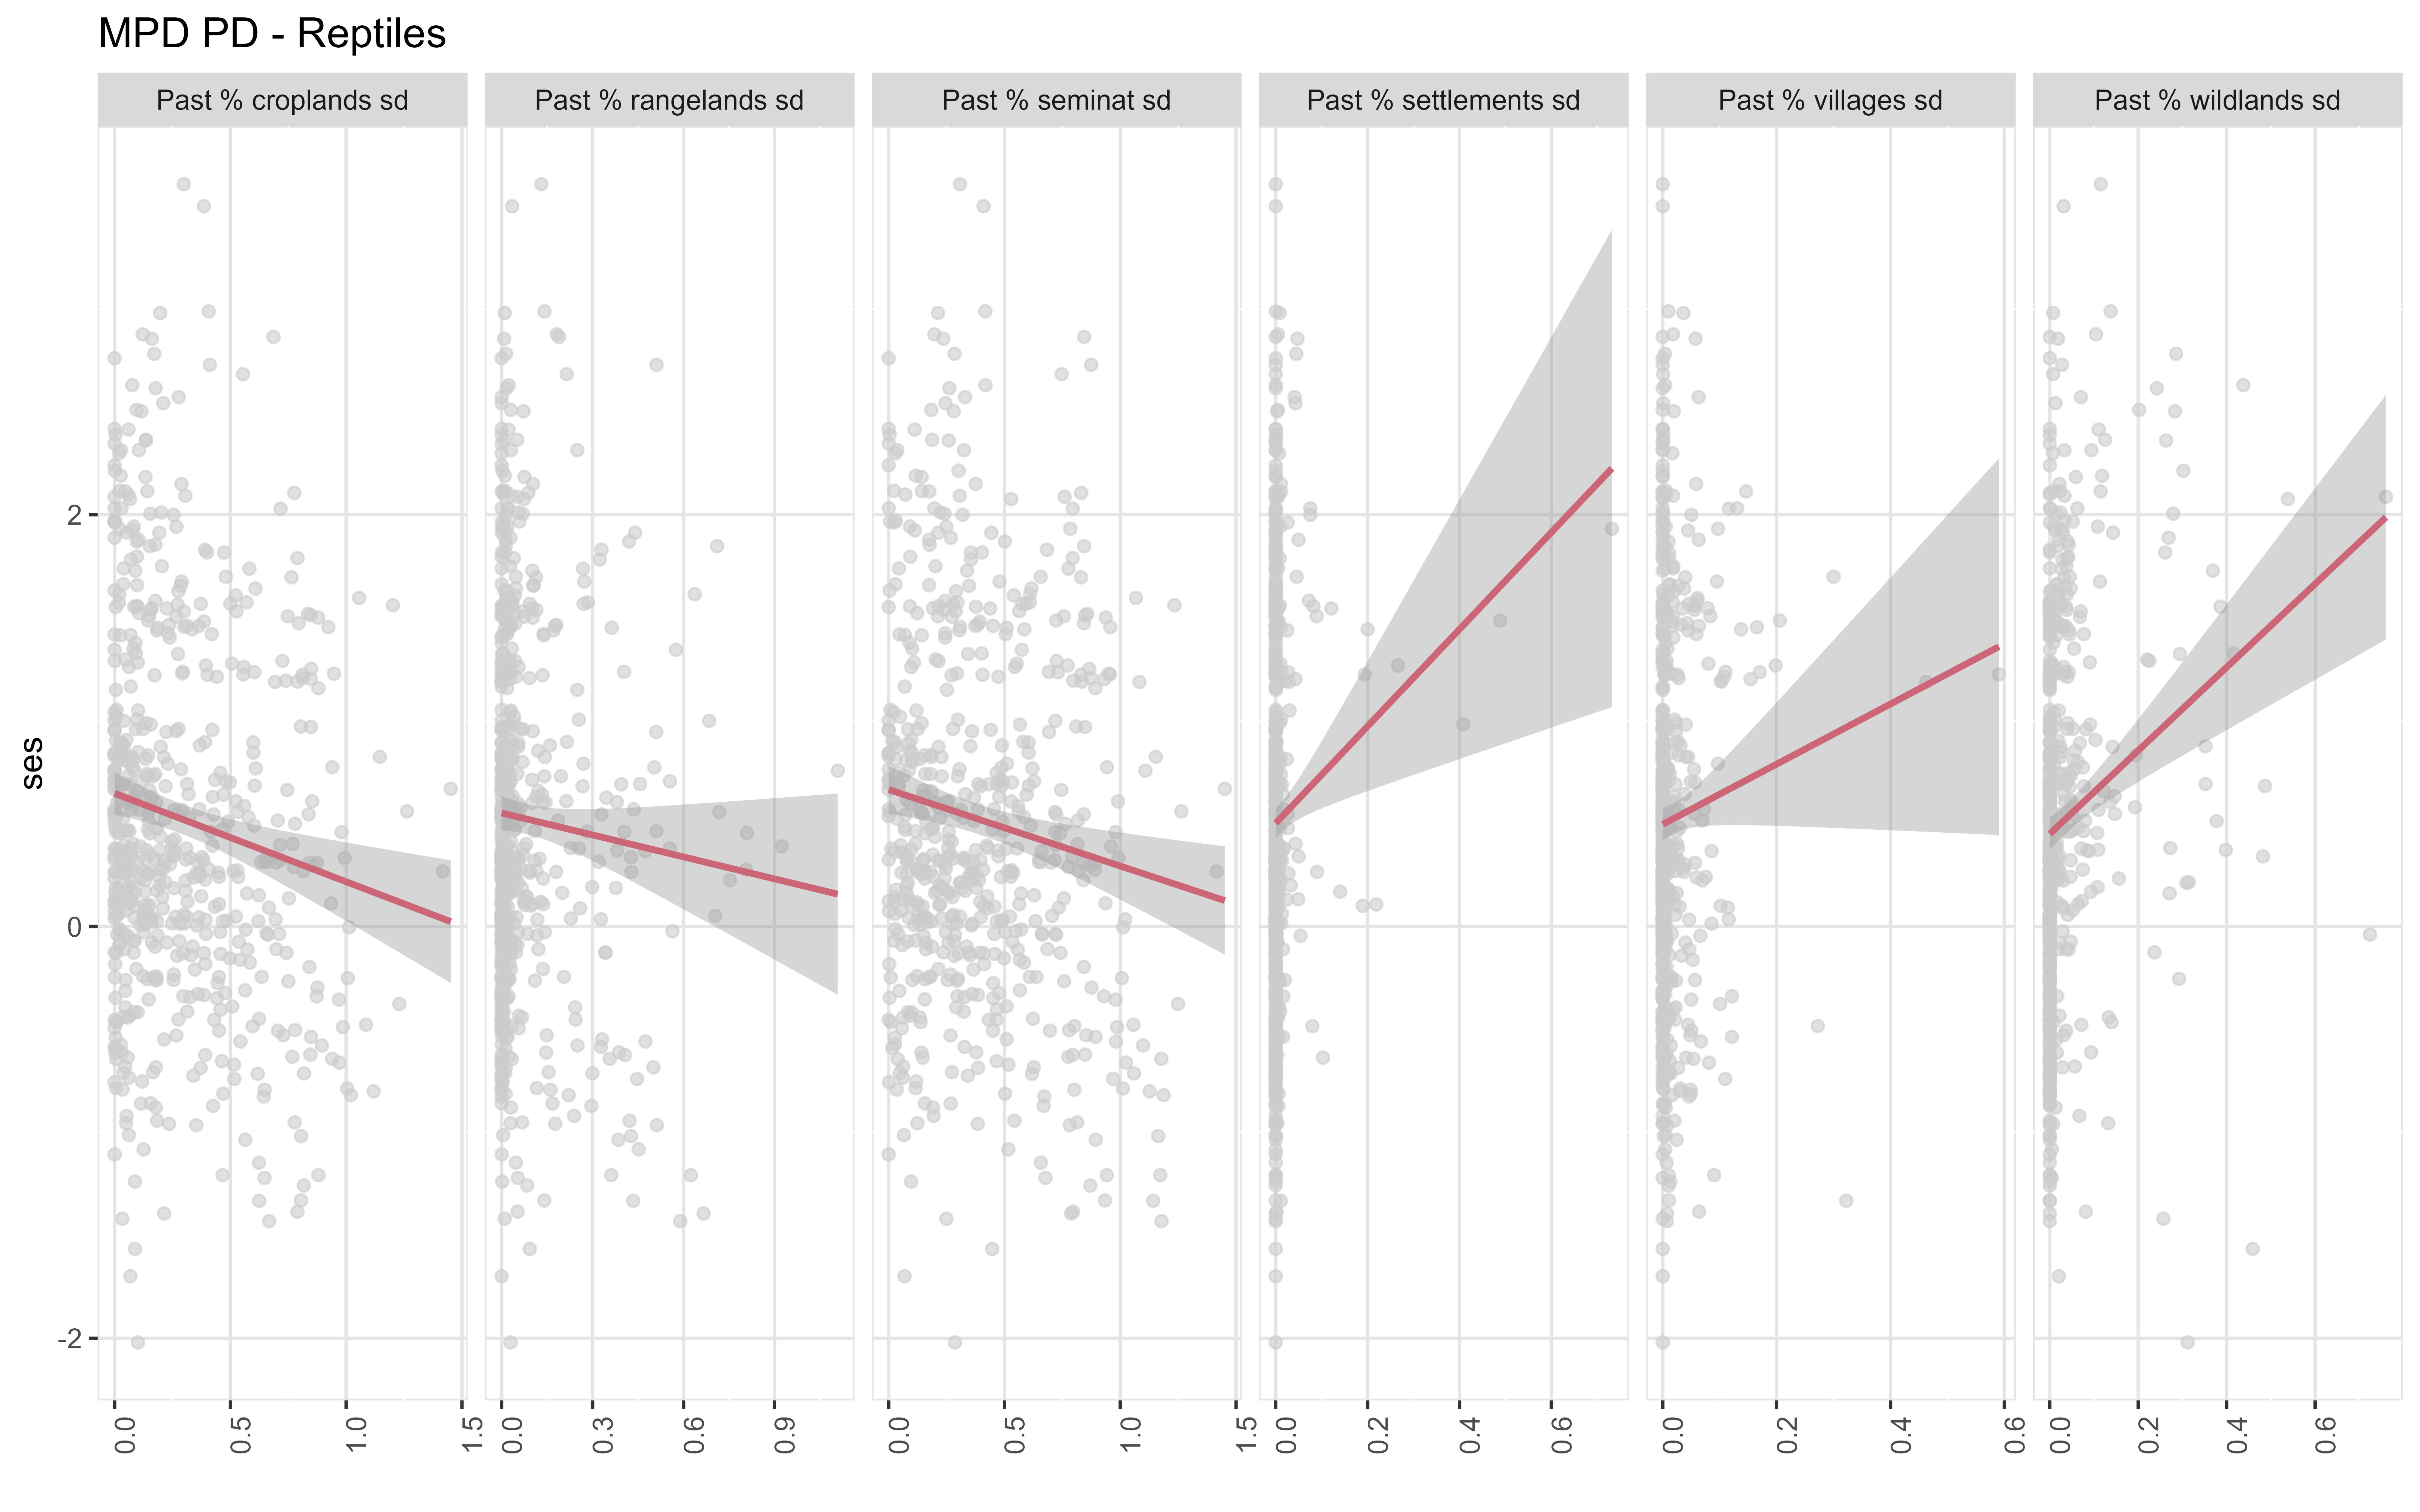 MPD PD - Reptiles
Past % croplands sd
Past % rangelands sd
Past % seminat sd
Past % settlements sd
Past % villages sd
Past % wildlands sd
ses
2
0
-2
0.0 0.5 1.0 1.5
0.0 0.3 0.6 0.9
0.0 0.5 1.0 1.5
0.0 0.2 0.4 0.6
0.0 0.2 0.4 0.6
0.0 0.2 0.4 0.6